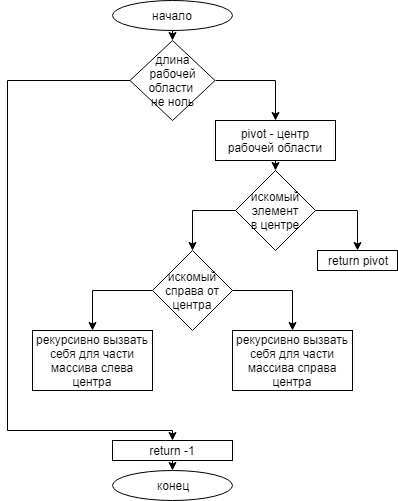 начало
длина
рабочей
области
не ноль
pivot - центр
рабочей области
искомый
элемент
в центре
return pivot
искомый
справа от
центра
рекурсивно вызвать
себя для части
массива слева
центра
рекурсивно вызвать
себя для части
массива справа
центра
return -1
конец